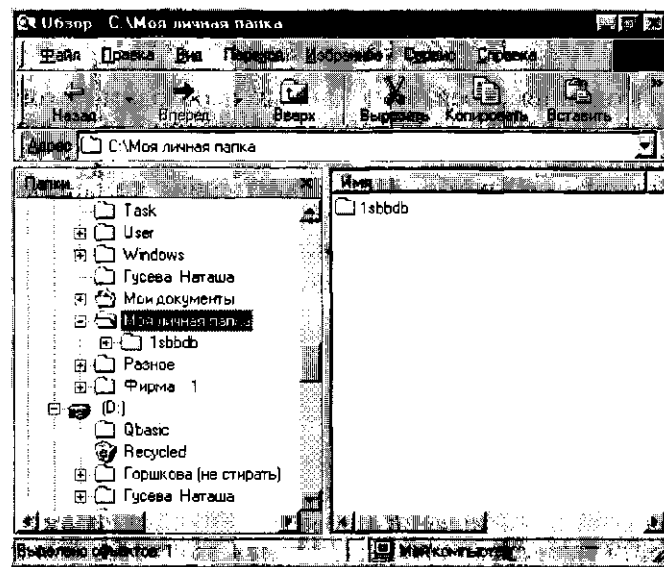 Обзор C:\Моя личная папка
Файл Правка Вид Переход Избранное Сервис Справка
Назад Вперед Вверх Вырезать Копировать Вставить »
Адрес C:\Моя личная папка
Папки
Имя
Task
1sbbdb
User
Windows
Гусева Наташа
Мои документы
Моя личная папка
1sbbdb
Разное
Фирма 1
(D:)
Qbasic
Recycled
Горшкова (не стирать)
Гусева Наташа
Выделено объектов: 1
Мой компьютер